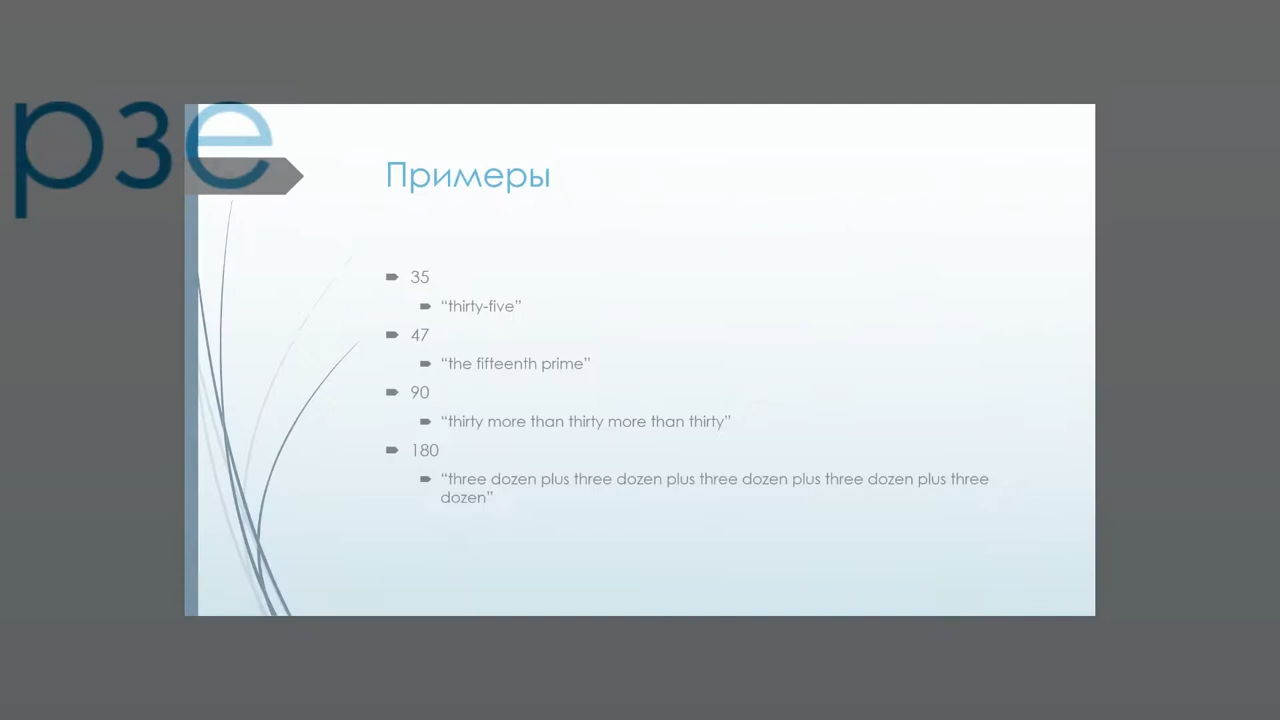 рзе
Примеры
35
“thirty-five”
47
“the fifteenth prime”
90
“thirty more than thirty more than thirty”
180
“three dozen plus three dozen plus three dozen plus three dozen plus three
dozen”